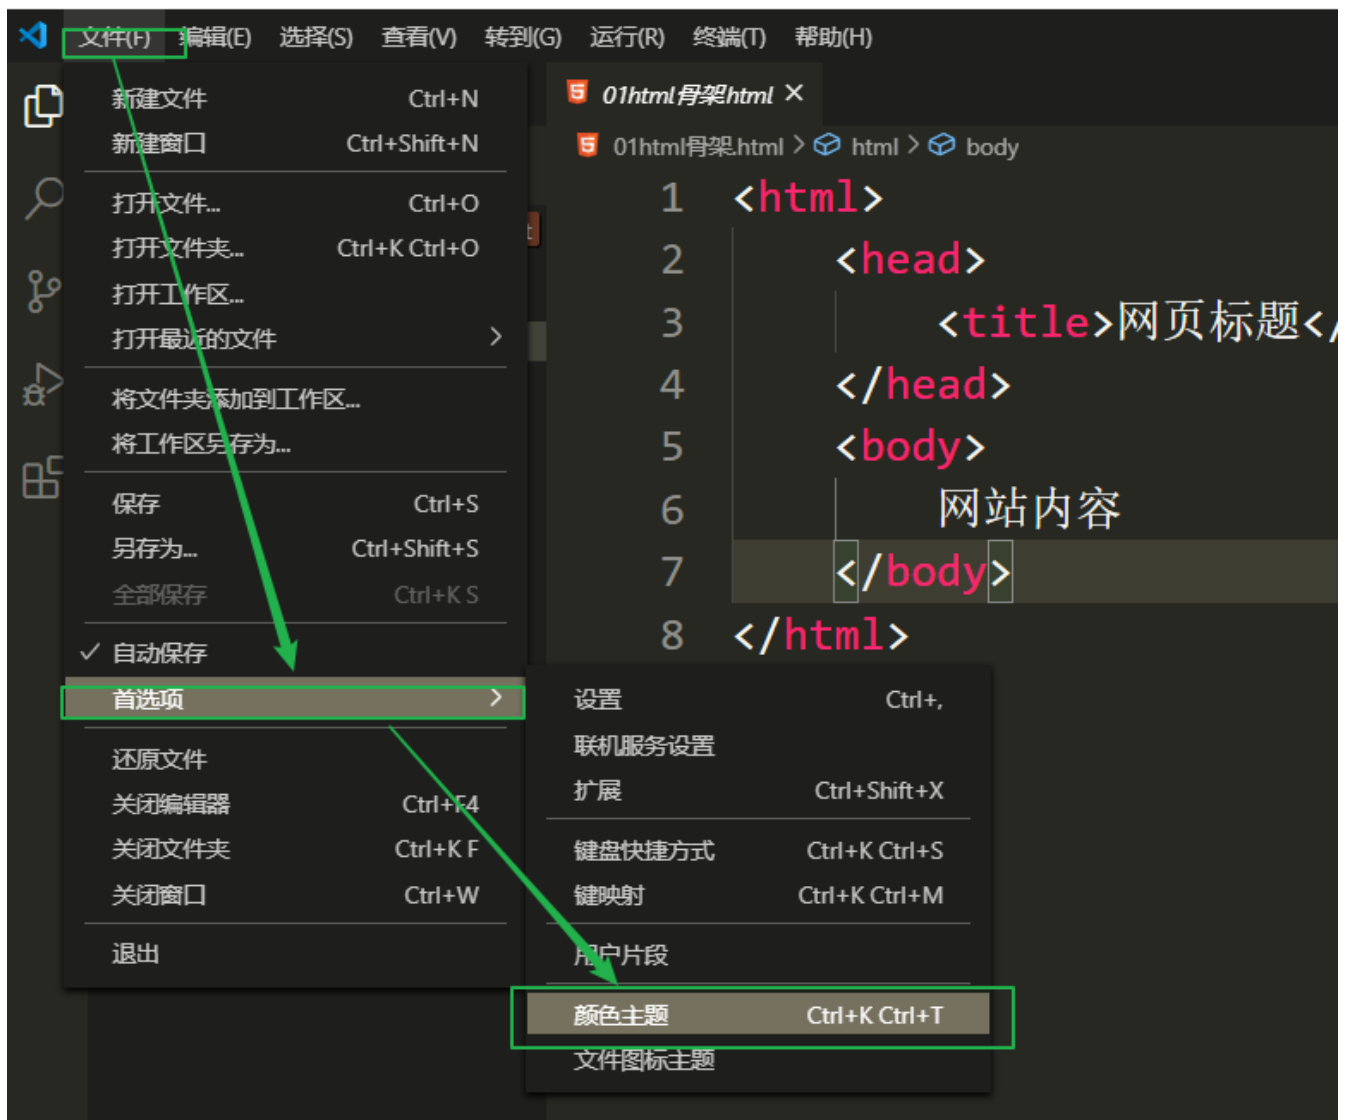 文件(F) 编辑(E) 选择(S) 查看(V) 转到(G) 运行(R) 终端(T) 帮助(H)
新建文件 Ctrl+N
新建窗口 Ctrl+Shift+N
打开文件... Ctrl+O
打开文件夹... Ctrl+K Ctrl+O
打开工作区...
打开最近的文件
将文件夹添加到工作区...
将工作区另存为...
保存 Ctrl+S
另存为... Ctrl+Shift+S
全部保存 Ctrl+K S
自动保存
首选项
还原文件
关闭编辑器 Ctrl+F4
关闭文件夹 Ctrl+K F
关闭窗口 Ctrl+W
退出
设置 Ctrl+,
联机服务设置
扩展 Ctrl+Shift+X
键盘快捷方式 Ctrl+K Ctrl+S
键映射 Ctrl+K Ctrl+M
用户片段
颜色主题 Ctrl+K Ctrl+T
文件图标主题
01html骨架.html
01html骨架.html > html > body
1 <html>
2 <head>
3 <title>网页标题</
4 </head>
5 <body>
6 网站内容
7 </body>
8 </html>